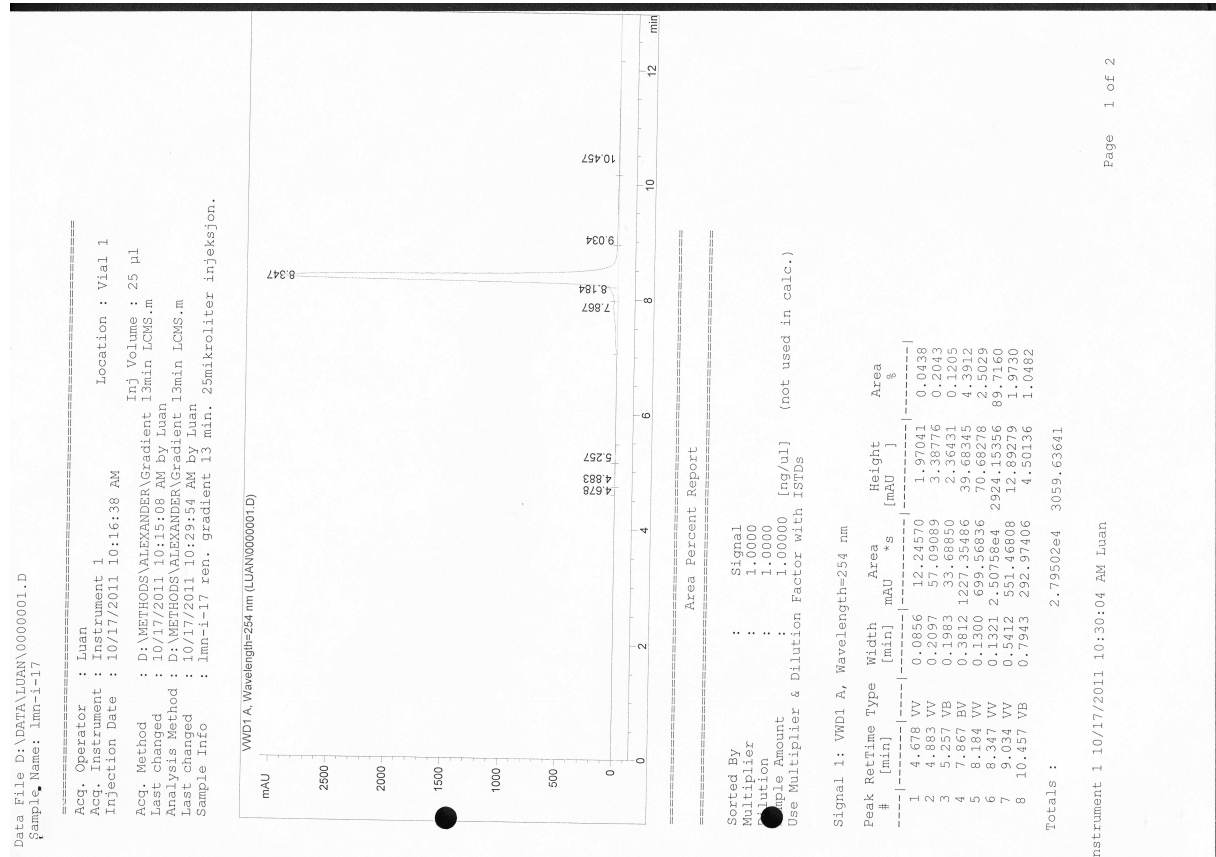 Data File D:\DATA\LUAN\0000001.D
Sample Name: lmn-i-17
=====================================================================
Acq. Operator : Luan
Acq. Instrument : Instrument 1 Location : Vial 1
Injection Date : 10/17/2011 10:16:38 AM
Inj Volume : 25 µl
Acq. Method : D:\METHODS\ALEXANDER\Gradient 13min LCMS.m
Last changed : 10/17/2011 10:15:08 AM by Luan
Analysis Method : D:\METHODS\ALEXANDER\Gradient 13min LCMS.m
Last changed : 10/17/2011 10:29:54 AM by Luan
Sample Info : lmn-i-17 ren. gradient 13 min. 25mikroliter injeksjon.
VWD1 A, Wavelength=254 nm (LUAN\0000001.D)
mAU
2500
2000
1500
1000
500
0
4.678
4.883
5.257
7.867
8.184
8.347
9.034
10.457
0 2 4 6 8 10 12 min
=====================================================================
Area Percent Report
=====================================================================
Sorted By : Signal
Multiplier : 1.0000
ilution : 1.0000
mple Amount : 1.00000 [ng/ul] (not used in calc.)
Use Multiplier & Dilution Factor with ISTDs
Signal 1: VWD1 A, Wavelength=254 nm
Peak RetTime Type Width Area Height Area
# [min] [min] mAU *s [mAU ] %
----|-------|----|-------|----------|----------|--------|
1 4.678 VV 0.0856 12.24570 1.97041 0.0438
2 4.883 VV 0.2097 57.09089 3.38776 0.2043
3 5.257 VB 0.1983 33.68850 2.36431 0.1205
4 7.867 BV 0.3812 1227.35486 39.68345 4.3912
5 8.184 VV 0.1300 699.56836 70.68278 2.5029
6 8.347 VV 0.1321 2.50758e4 2924.15356 89.7160
7 9.034 VV 0.5412 551.46808 12.89279 1.9730
8 10.457 VB 0.7943 292.97406 4.50136 1.0482
Totals : 2.79502e4 3059.63641
nstrument 1 10/17/2011 10:30:04 AM Luan
Page 1 of 2